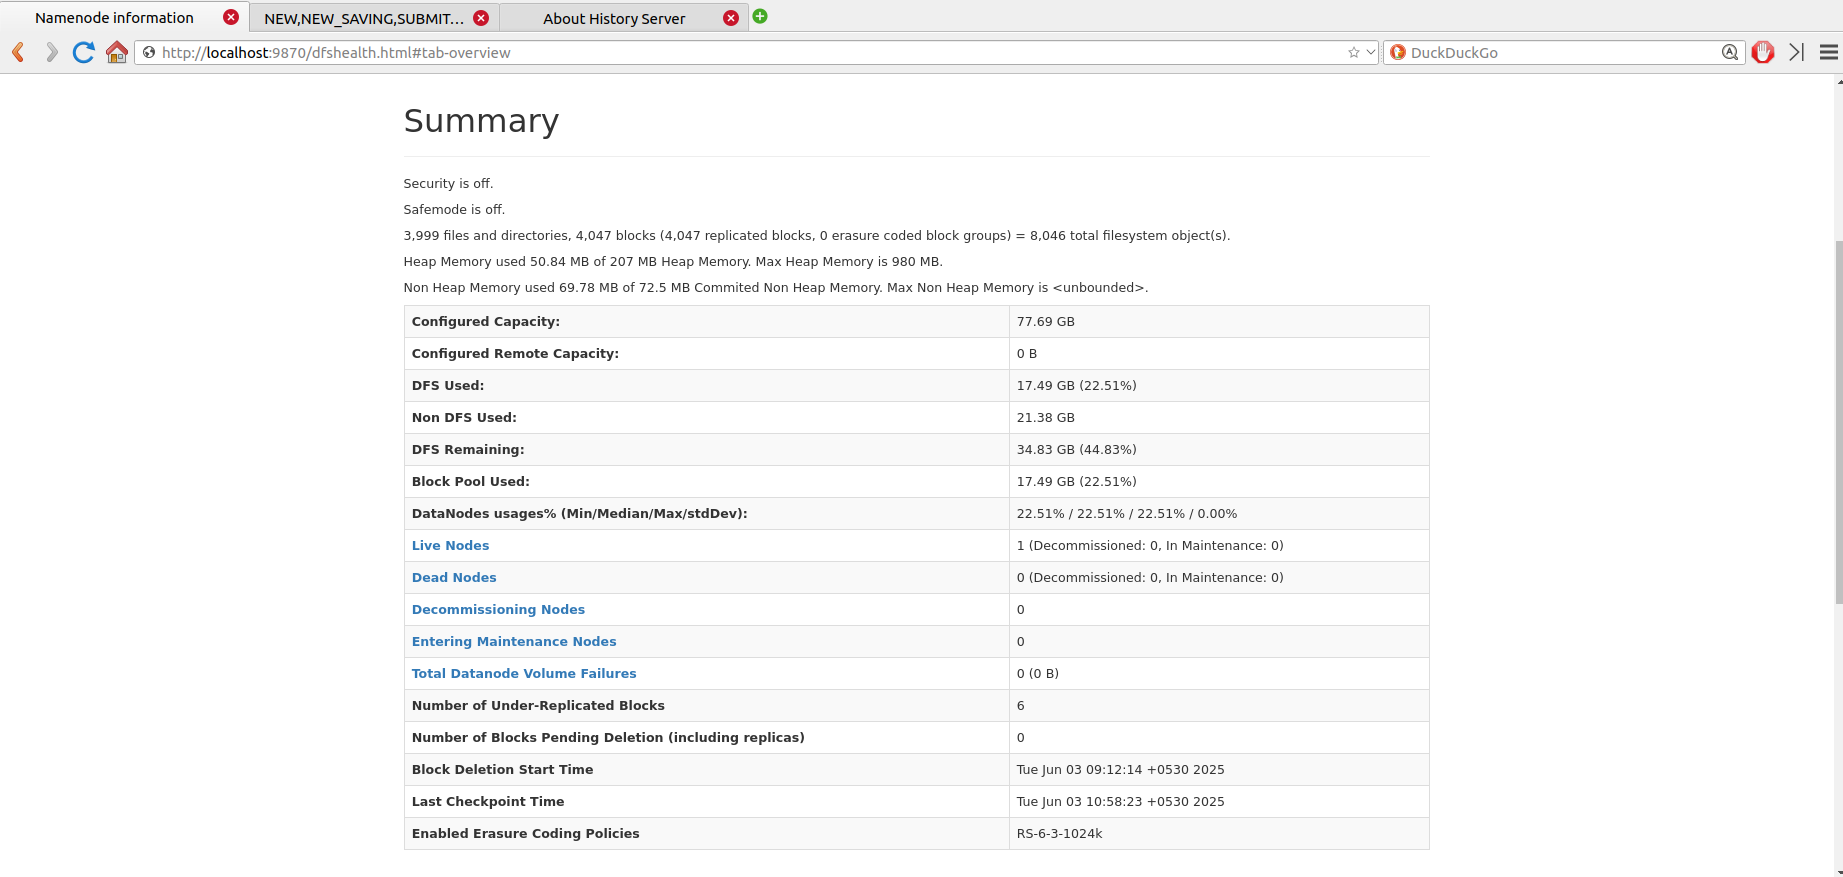 Namenode information
NEW,NEW_SAVING,SUBMIT...
About History Server
http://localhost:9870/dfshealth.html#tab-overview
DuckDuckGo
Summary
Security is off.
Safemode is off.
3,999 files and directories, 4,047 blocks (4,047 replicated blocks, 0 erasure coded block groups) = 8,046 total filesystem object(s).
Heap Memory used 50.84 MB of 207 MB Heap Memory. Max Heap Memory is 980 MB.
Non Heap Memory used 69.78 MB of 72.5 MB Commited Non Heap Memory. Max Non Heap Memory is <unbounded>.
Configured Capacity: 77.69 GB
Configured Remote Capacity: 0 B
DFS Used: 17.49 GB (22.51%)
Non DFS Used: 21.38 GB
DFS Remaining: 34.83 GB (44.83%)
Block Pool Used: 17.49 GB (22.51%)
DataNodes usages% (Min/Median/Max/stdDev): 22.51% / 22.51% / 22.51% / 0.00%
Live Nodes 1 (Decommissioned: 0, In Maintenance: 0)
Dead Nodes 0 (Decommissioned: 0, In Maintenance: 0)
Decommissioning Nodes 0
Entering Maintenance Nodes 0
Total Datanode Volume Failures 0 (0 B)
Number of Under-Replicated Blocks 6
Number of Blocks Pending Deletion (including replicas) 0
Block Deletion Start Time Tue Jun 03 09:12:14 +0530 2025
Last Checkpoint Time Tue Jun 03 10:58:23 +0530 2025
Enabled Erasure Coding Policies RS-6-3-1024k